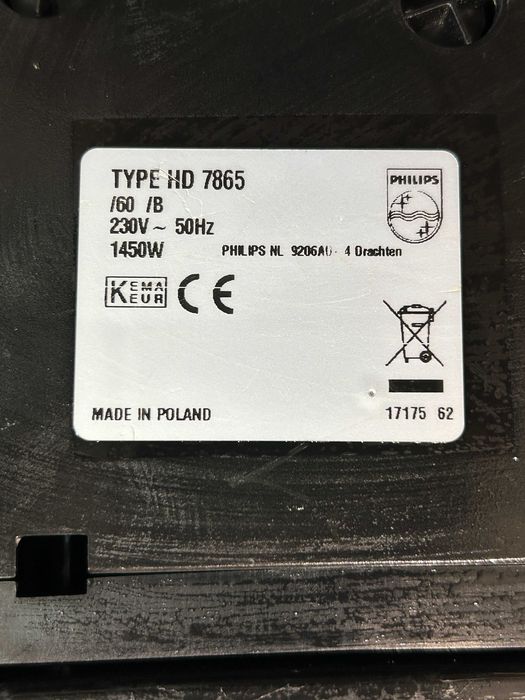 TYPE HD 7865
/60 /B
230V ~ 50Hz
1450W
PHILIPS NL 9206AD- 4 Drachten
PHILIPS
KEMA
KEUR
CE
MADE IN POLAND
17175 62